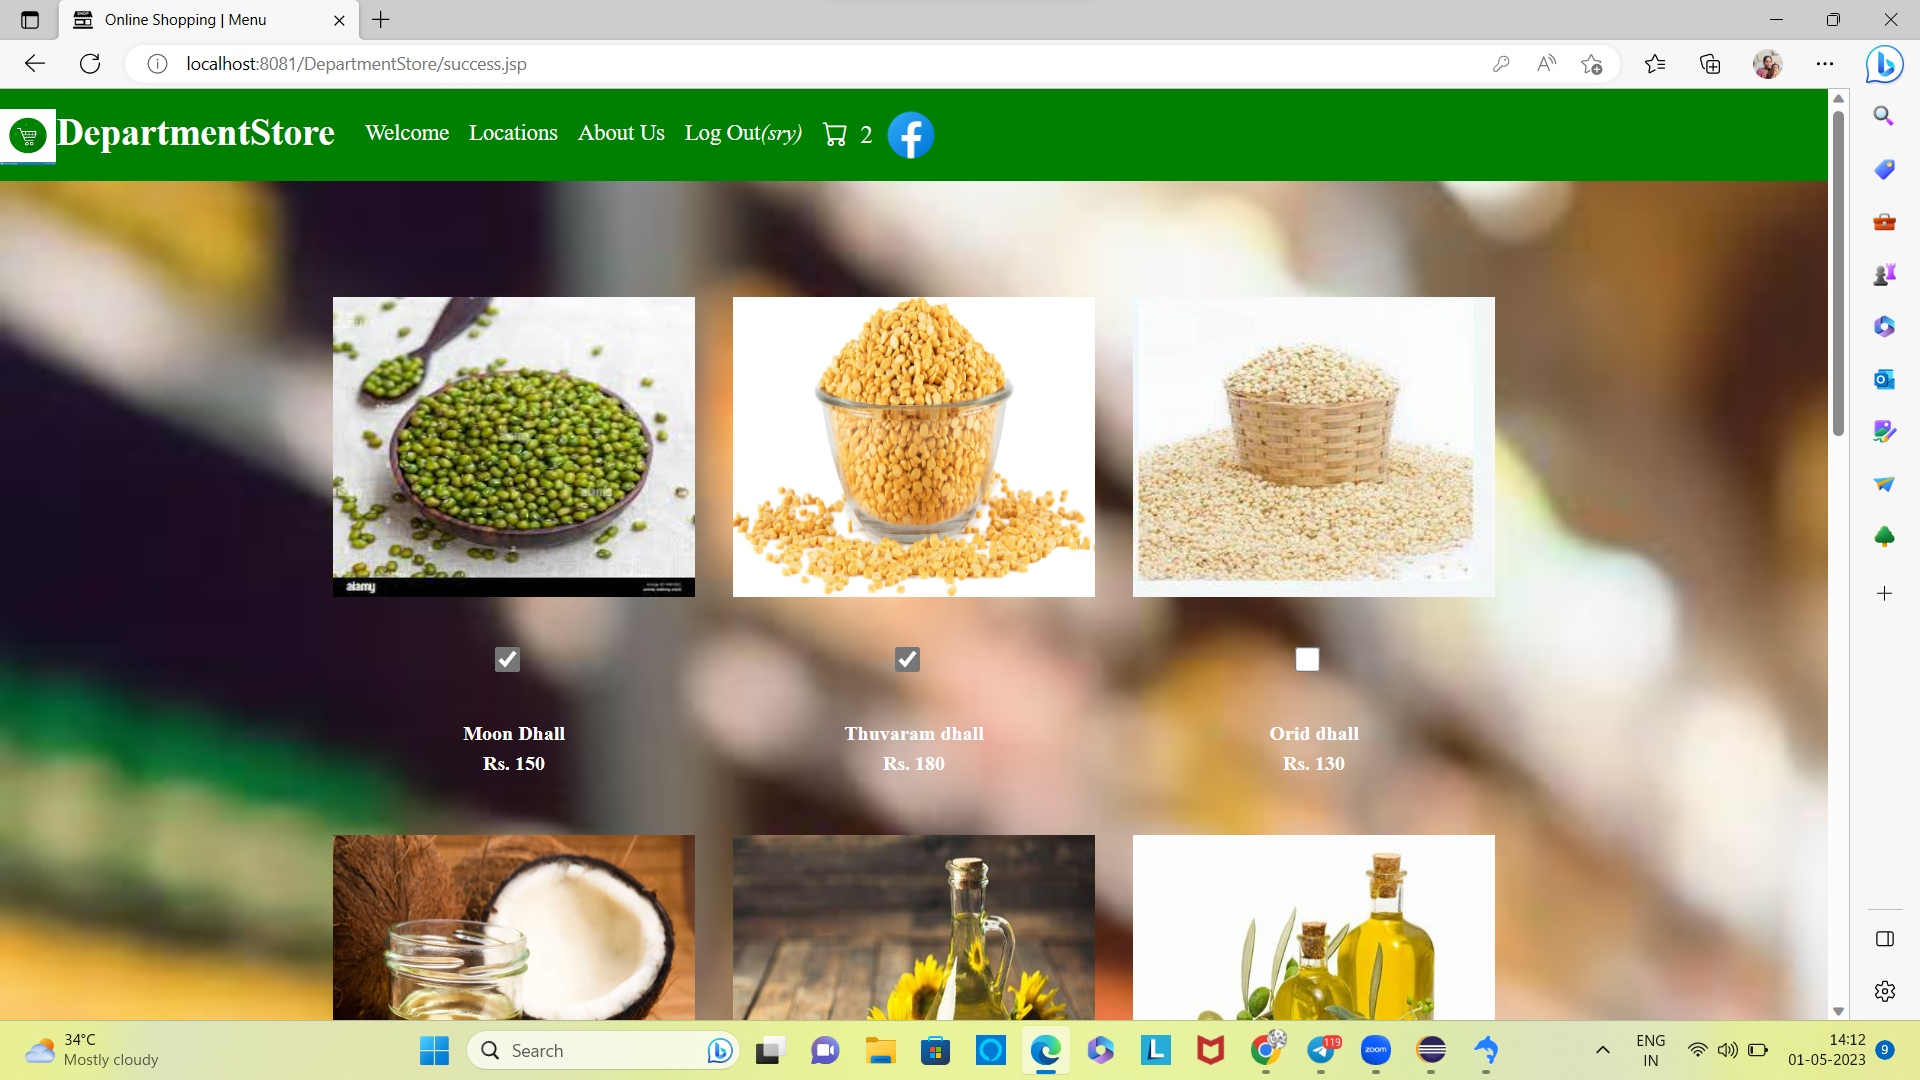 Online Shopping | Menu
localhost:8081/DepartmentStore/success.jsp
DepartmentStore
Welcome
Locations
About Us
Log Out(sry)
2
alamy
Moon Dhall
Rs. 150
Thuvaram dhall
Rs. 180
Orid dhall
Rs. 130
34°C
Mostly cloudy
Search
L
119
zoom
ENG
IN
14:12
01-05-2023
9